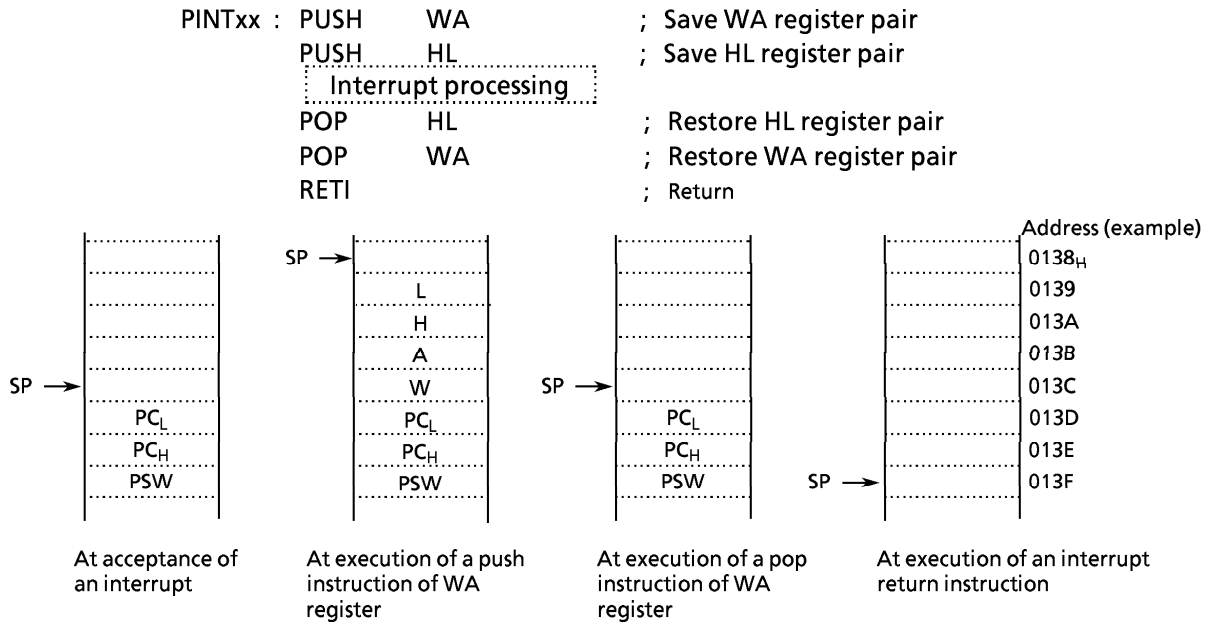 PINTxx : PUSH WA ; Save WA register pair
PUSH HL ; Save HL register pair
Interrupt processing
POP HL ; Restore HL register pair
POP WA ; Restore WA register pair
RETI ; Return
Address (example)
SP 0138H
L 0139
H 013A
A 013B
SP W SP 013C
PCL PCL PCL 013D
PCH PCH PCH 013E
PSW PSW PSW SP 013F
At acceptance of
an interrupt
At execution of a push
instruction of WA
register
At execution of a pop
instruction of WA
register
At execution of an interrupt
return instruction